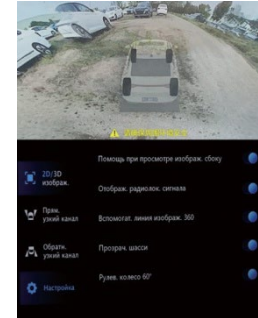 Помощь при просмотре изображ. сбоку
2D/3D
изображ.
Отображ. радиолок. сигнала
Прям.
узкий канал
Вспомогат. линия изображ. 360
Обратн.
узкий канал
Прозрач. шасси
Настройка
Рулев. колесо 60°